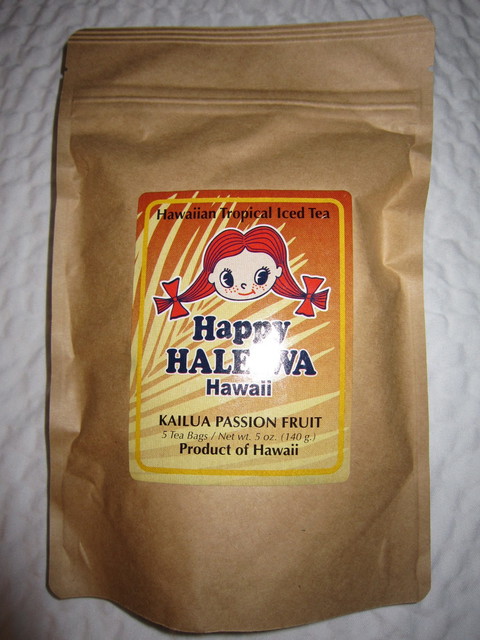 Hawaiian Tropical Iced Tea
Happy
HALEIWA
Hawaii
KAILUA PASSION FRUIT
5 Tea Bags / Net wt. 5 oz. (140 g.)
Product of Hawaii